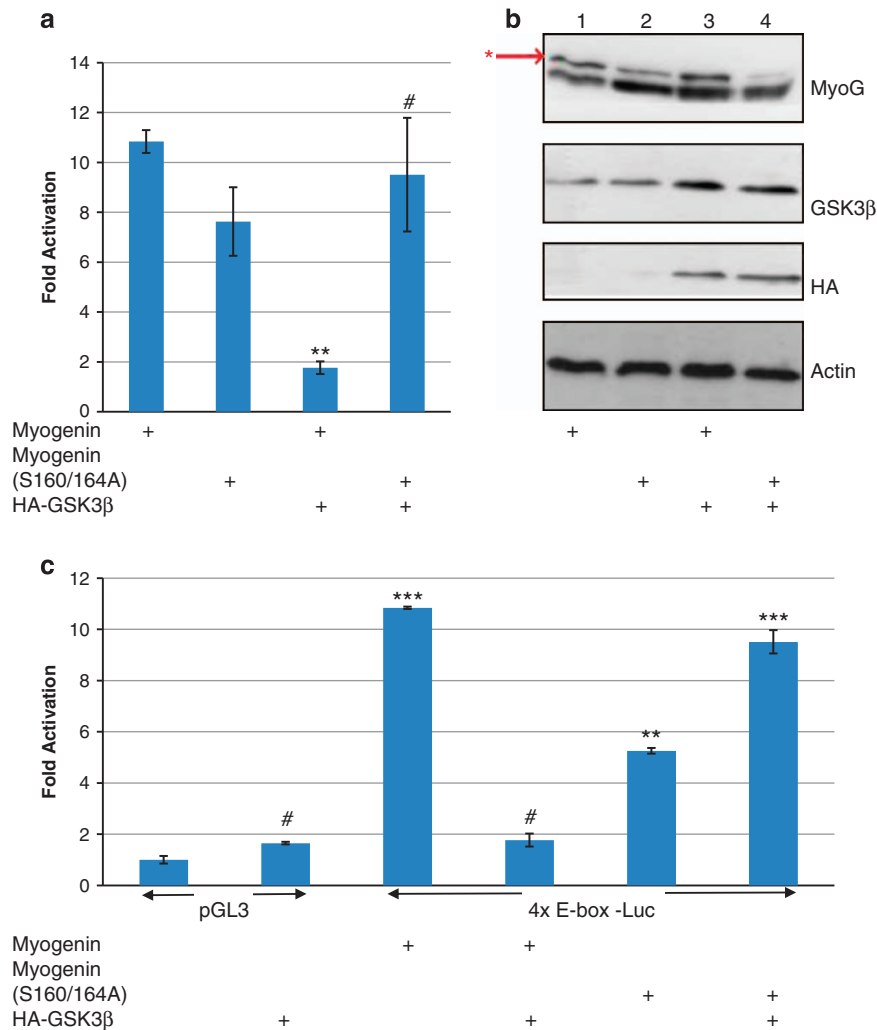 a
14
12
10
8
6
4
2
0
Fold Activation
**
#
Myogenin + +
Myogenin
(S160/164A) + +
HA-GSK3β + +
b
1 2 3 4
*
MyoG
GSK3β
HA
Actin
+ +
+ +
+ +
c
12
10
8
6
4
2
0
Fold Activation
#
***
#
**
***
pGL3 4x E-box -Luc
Myogenin + +
Myogenin
(S160/164A) + +
HA-GSK3β + + +